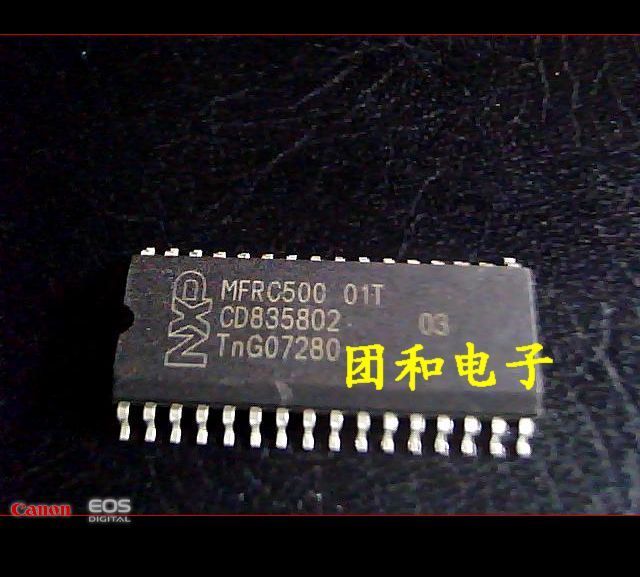 NXP
MFRC500 01T
CD835802 03
TnG07280
团和电子
Canon EOS
DIGITAL